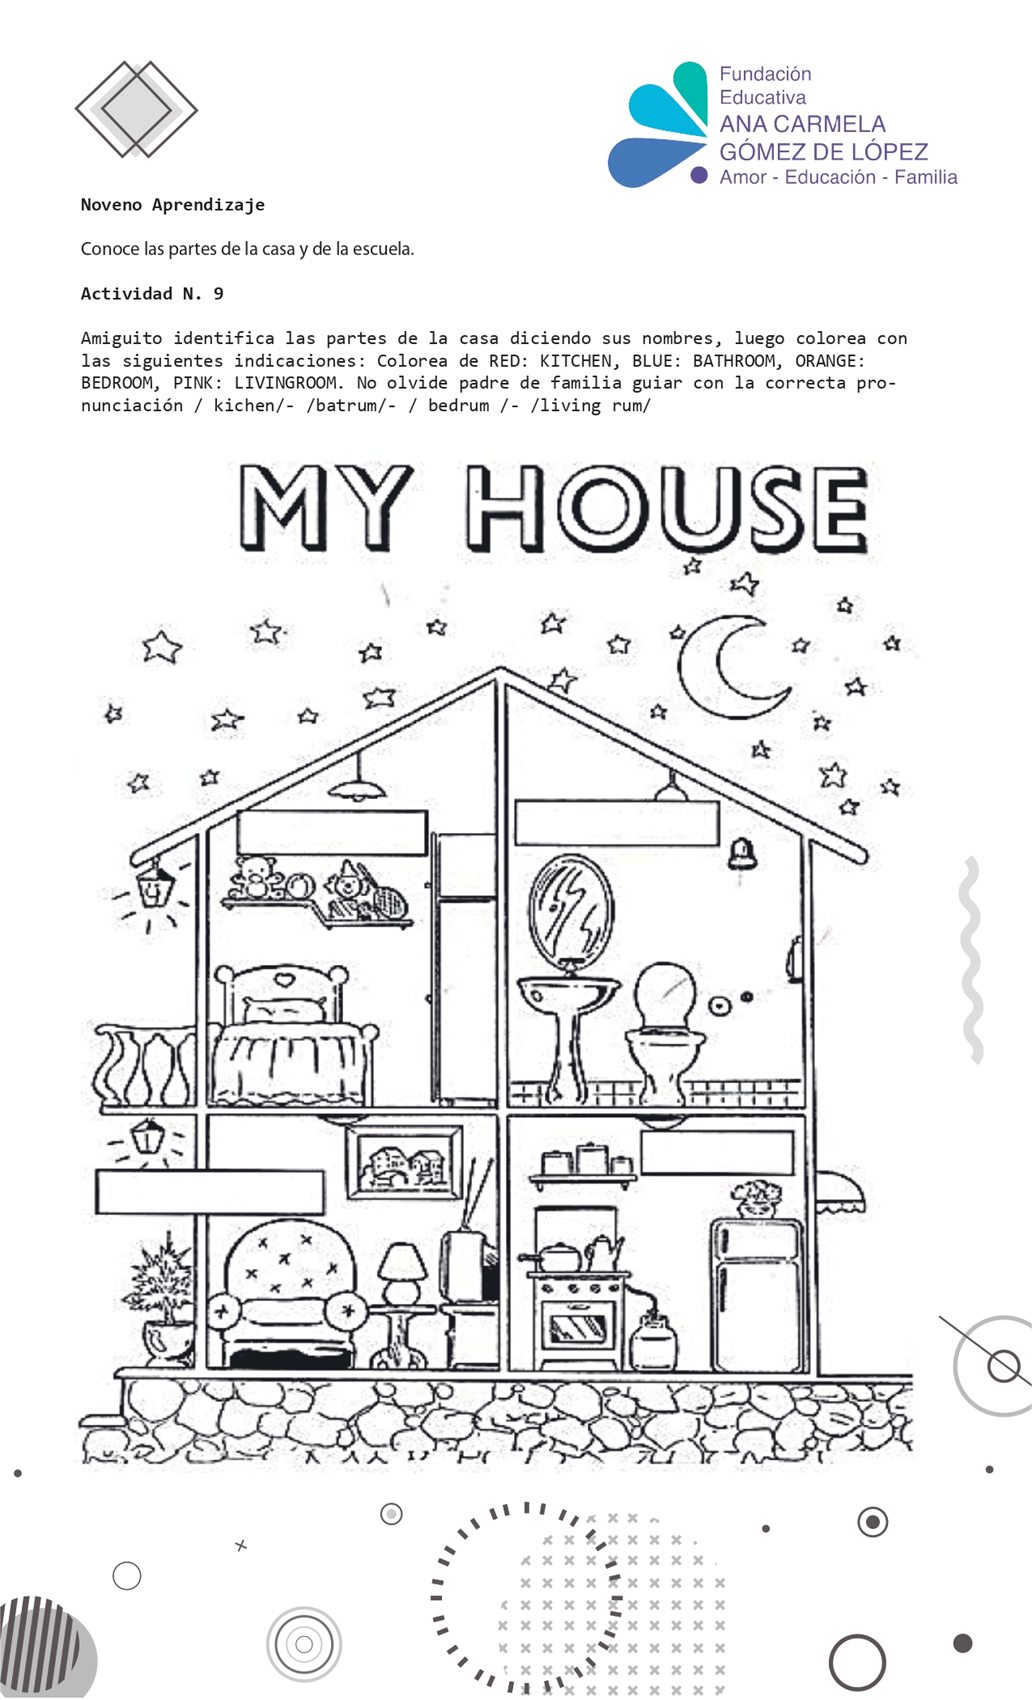 Fundación
Educativa
ANA CARMELA
GÓMEZ DE LÓPEZ
Amor - Educación - Familia
Noveno Aprendizaje
Conoce las partes de la casa y de la escuela.
Actividad N. 9
Amiguito identifica las partes de la casa diciendo sus nombres, luego colorea con
las siguientes indicaciones: Colorea de RED: KITCHEN, BLUE: BATHROOM, ORANGE:
BEDROOM, PINK: LIVINGROOM. No olvide padre de familia guiar con la correcta pro-
nunciación / kichen/- /batrum/- / bedrum /- /living rum/
MY HOUSE